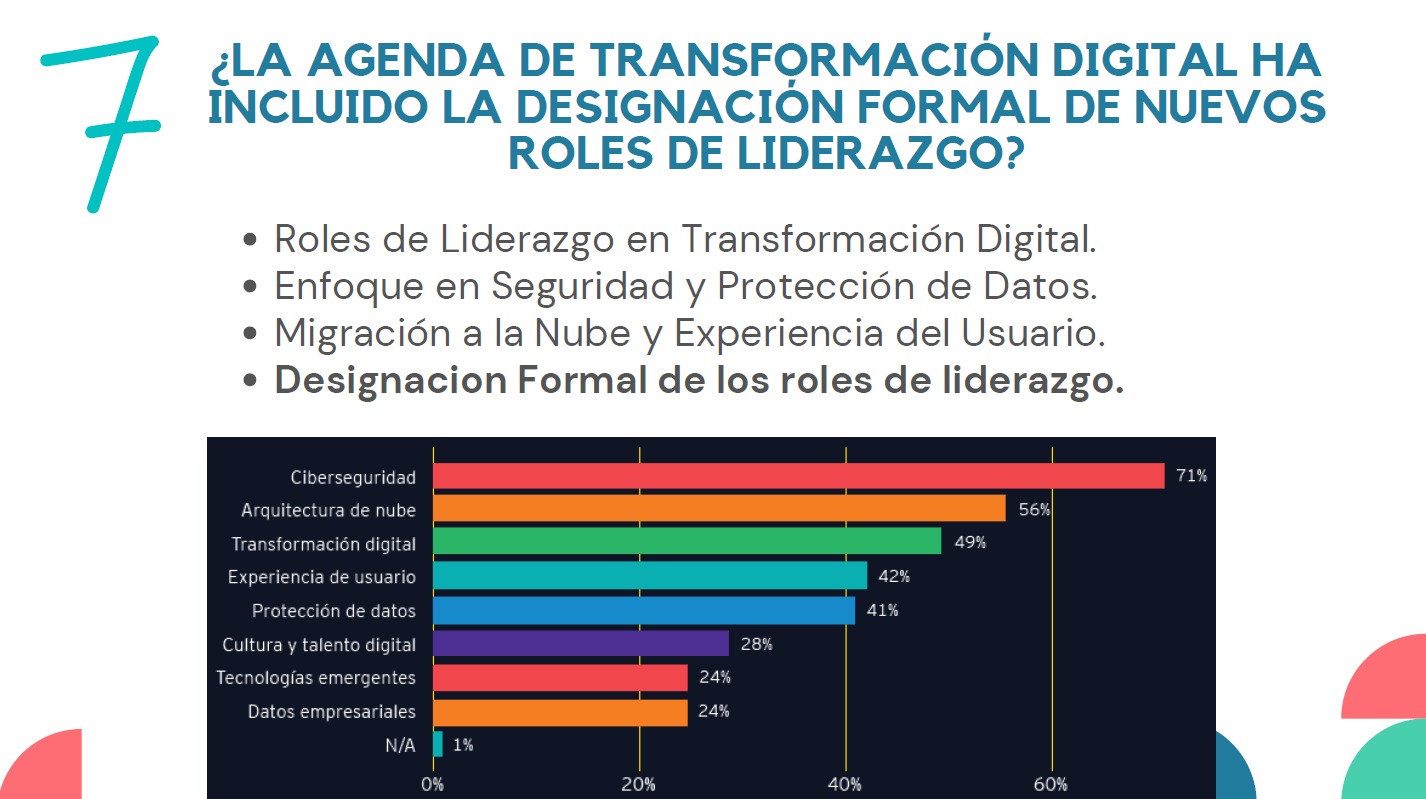 7
¿LA AGENDA DE TRANSFORMACIÓN DIGITAL HA
INCLUIDO LA DESIGNACIÓN FORMAL DE NUEVOS
ROLES DE LIDERAZGO?
• Roles de Liderazgo en Transformación Digital.
• Enfoque en Seguridad y Protección de Datos.
• Migración a la Nube y Experiencia del Usuario.
• Designacion Formal de los roles de liderazgo.
Ciberseguridad 71%
Arquitectura de nube 56%
Transformación digital 49%
Experiencia de usuario 42%
Protección de datos 41%
Cultura y talento digital 28%
Tecnologías emergentes 24%
Datos empresariales 24%
N/A 1%
0% 20% 40% 60%